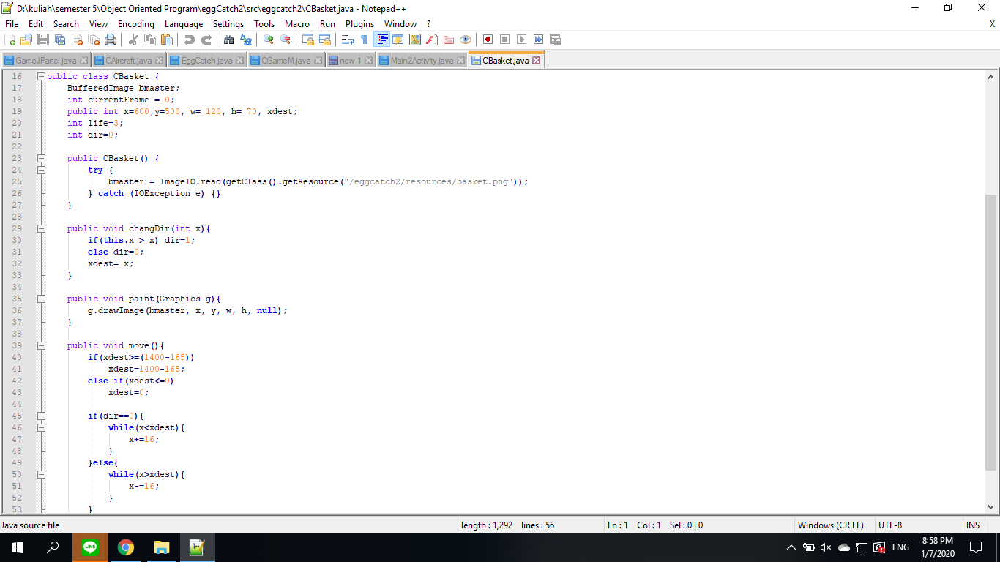 D:\kuliah\semester 5\Object Oriented Program\eggCatch2\src\eggcatch2\CBasket.java - Notepad++
File Edit Search View Encoding Language Settings Tools Macro Run Plugins Window ? X
GameJPanel.java CAircraft.java EggCatch.java CGameM.java new 1 Main2Activity.java CBasket.java
16 public class CBasket {
17 BufferedImage bmaster;
18 int currentFrame = 0;
19 public int x=600,y=500, w= 120, h= 70, xdest;
20 int life=3;
21 int dir=0;
22
23 public CBasket() {
24 try {
25 bmaster = ImageIO.read(getClass().getResource("/eggcatch2/resources/basket.png"));
26 } catch (IOException e) {}
27 }
28
29 public void changDir(int x){
30 if(this.x > x) dir=1;
31 else dir=0;
32 xdest= x;
33 }
34
35 public void paint(Graphics g){
36 g.drawImage(bmaster, x, y, w, h, null);
37 }
38
39 public void move(){
40 if(xdest>=(1400-165))
41 xdest=1400-165;
42 else if(xdest<=0)
43 xdest=0;
44
45 if(dir==0){
46 while(x<xdest){
47 x+=16;
48 }
49 }else{
50 while(x>xdest){
51 x-=16;
52 }
53 }
Java source file length : 1,292 lines : 56 Ln : 1 Col : 1 Sel : 0 | 0 Windows (CR LF) UTF-8 INS
LINE ENG 8:58 PM
1/7/2020